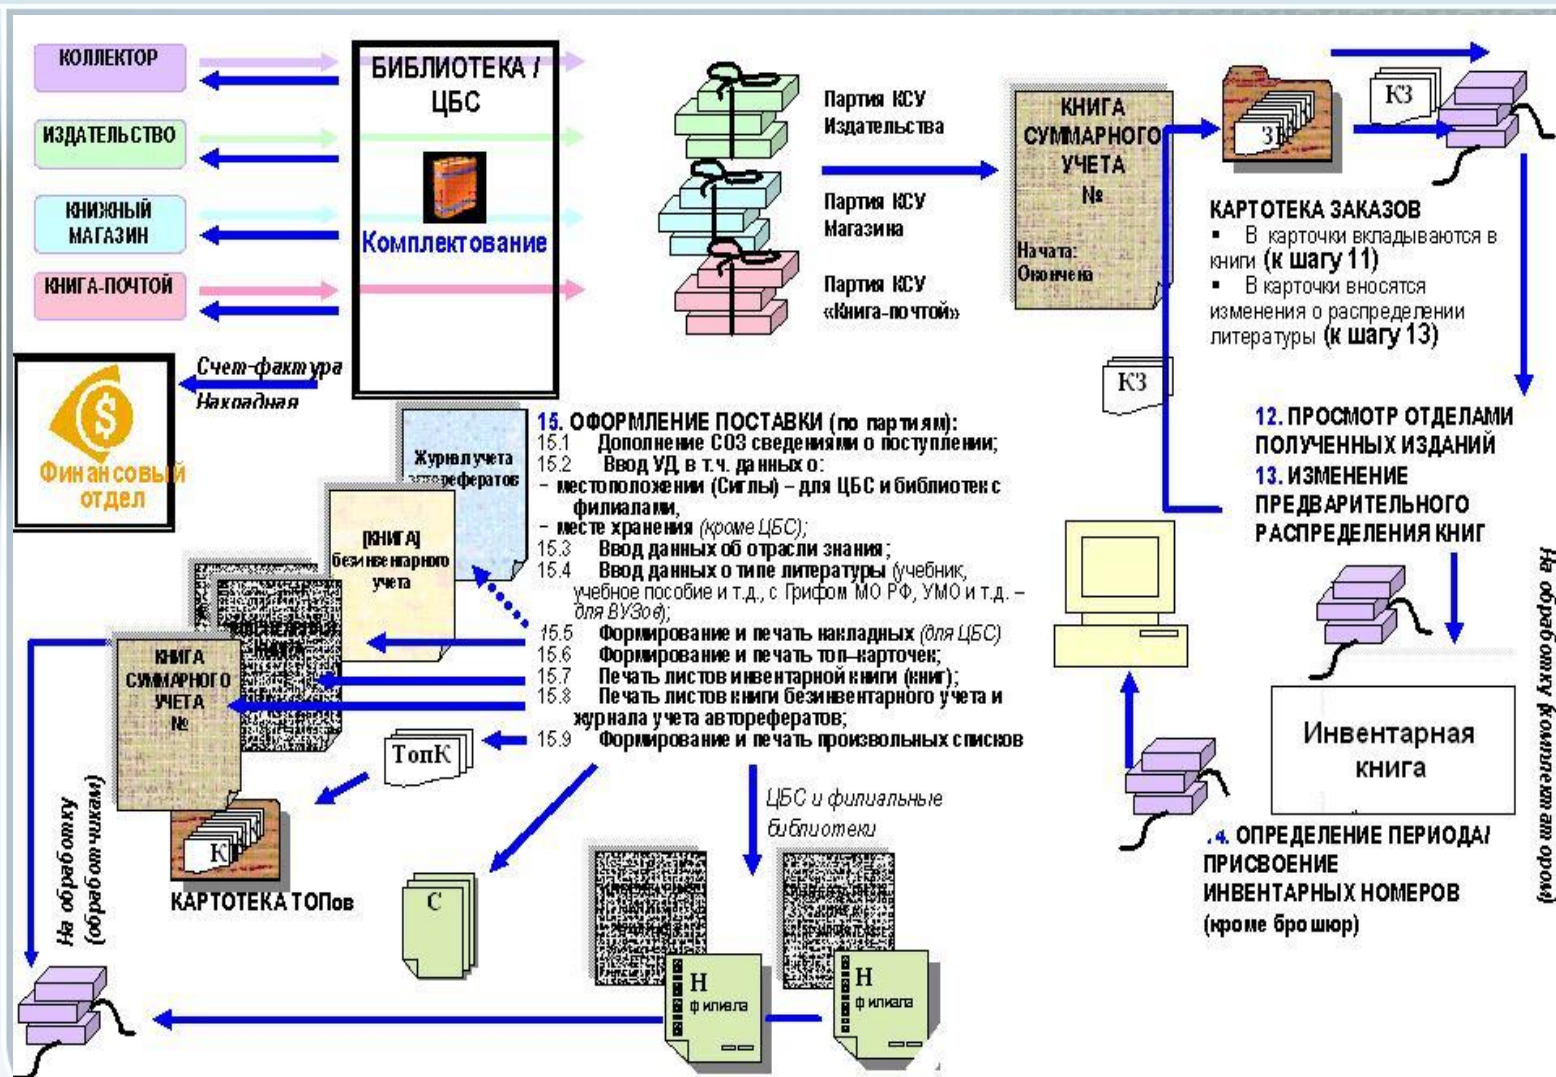 КОЛЛЕКТОР
ИЗДАТЕЛЬСТВО
КНИЖНЫЙ
МАГАЗИН
КНИГА-ПОЧТОЙ
БИБЛИОТЕКА /
ЦБС
Комплектование
Счет-фактура
Накладная
Финансовый
отдел
Партия КСУ
Издательства
Партия КСУ
Магазина
Партия КСУ
«Книга-почтой»
КНИГА
СУММАРНОГО
УЧЕТА
№
Начата:
Окончена
КЗ
КАРТОТЕКА ЗАКАЗОВ
▪ В карточки вкладываются в
книги (к шагу 11)
▪ В карточки вносятся
изменения о распределении
литературы (к шагу 13)
КЗ
12. ПРОСМОТР ОТДЕЛАМИ
ПОЛУЧЕННЫХ ИЗДАНИЙ
13. ИЗМЕНЕНИЕ
ПРЕДВАРИТЕЛЬНОГО
РАСПРЕДЕЛЕНИЯ КНИГ
На обработку (комплектатором)
Инвентарная
книга
.4. ОПРЕДЕЛЕНИЕ ПЕРИОДА/
ПРИСВОЕНИЕ
ИНВЕНТАРНЫХ НОМЕРОВ
(кроме брошюр)
15. ОФОРМЛЕНИЕ ПОСТАВКИ (по партиям):
15.1 Дополнение СОЗ сведениями о поступлении;
15.2 Ввод УД в т.ч. данных о:
– местоположении (Сиглы) – для ЦБС и библиотек с
филиалами,
– месте хранения (кроме ЦБС);
15.3 Ввод данных об отрасли знания;
15.4 Ввод данных о типе литературы (учебник,
учебное пособие и т.д., с Грифом МО РФ, УМО и т.д. –
для ВУЗов);
15.5 Формирование и печать накладных (для ЦБС)
15.6 Формирование и печать топ–карточек;
15.7 Печать листов инвентарной книги (книг);
15.8 Печать листов книги безинвентарного учета и
журнала учета авторефератов;
15.9 Формирование и печать произвольных списков
Журнал учета
авторефератов
[КНИГА]
безинвентарного
учета
КНИГА
СУММАРНОГО
УЧЕТА
№
ТопК
КАРТОТЕКА ТОПов
На обработку
(обработчикам)
С
ЦБС и филиальные
библиотеки
Н
филиала
Н
филиала